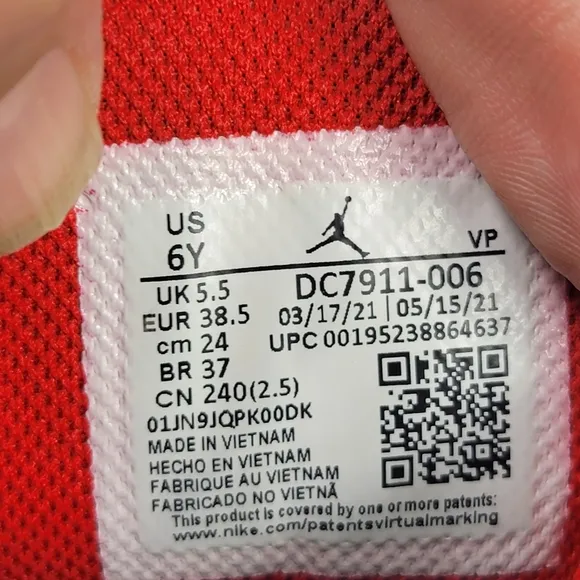 US
6Y
VP
UK 5.5
DC7911-006
EUR 38.5
03/17/21 | 05/15/21
cm 24
UPC 00195238864637
BR 37
CN 240(2.5)
01JN9JQPK00DK
MADE IN VIETNAM
HECHO EN VIETNAM
FABRIQUE AU VIETNAM
FABRICADO NO VIETNÃ
This product is covered by one or more patents:
www.nike.com/patentsvirtualmarking